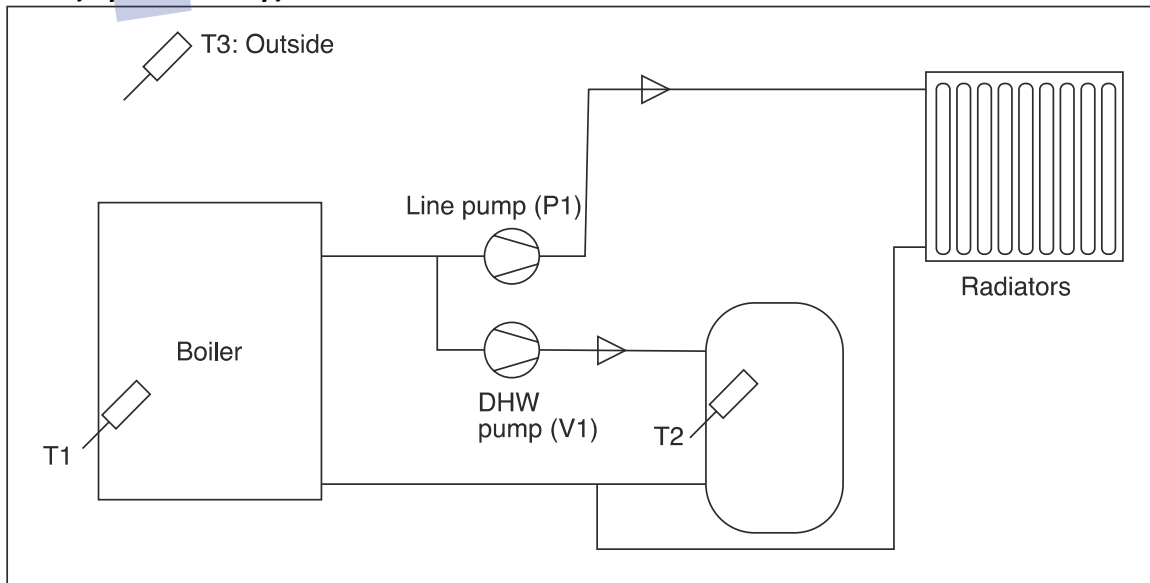 T3: Outside
Line pump (P1)
Radiators
Boiler
DHW
pump (V1)
T2
T1